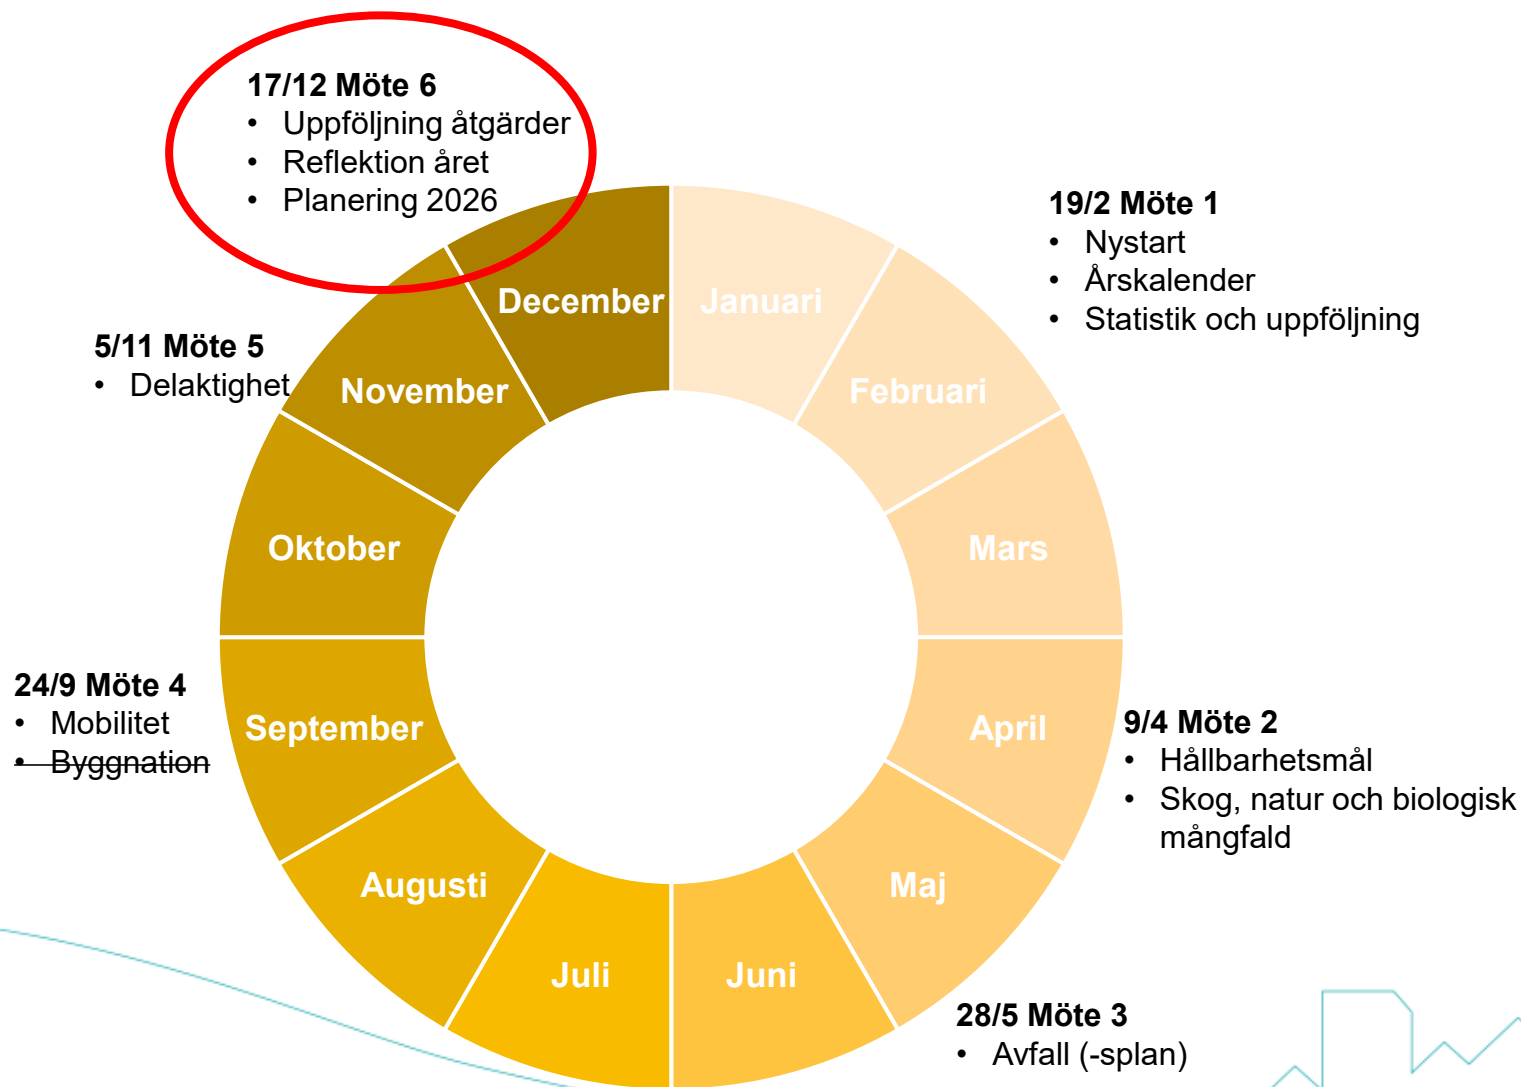 17/12 Möte 6
• Uppföljning åtgärder
• Reflektion året
• Planering 2026
19/2 Möte 1
• Nystart
• Årskalender
• Statistik och uppföljning
December
Januari
5/11 Möte 5
• Delaktighet
November
Februari
Oktober
Mars
24/9 Möte 4
• Mobilitet
• Byggnation
September
April
9/4 Möte 2
• Hållbarhetsmål
• Skog, natur och biologisk
mångfald
Augusti
Maj
Juli
Juni
28/5 Möte 3
• Avfall (-splan)